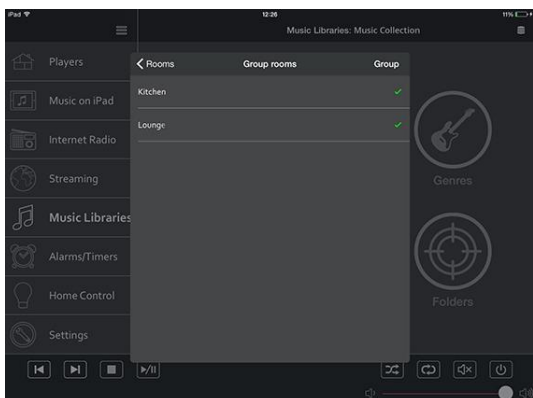 iPad 12:26 11%
Music Libraries: Music Collection
Players
Rooms Group rooms Group
Kitchen
Music on iPad
Lounge
Internet Radio
Streaming
Genres
Music Libraries
Alarms/Timers
Home Control
Folders
Settings